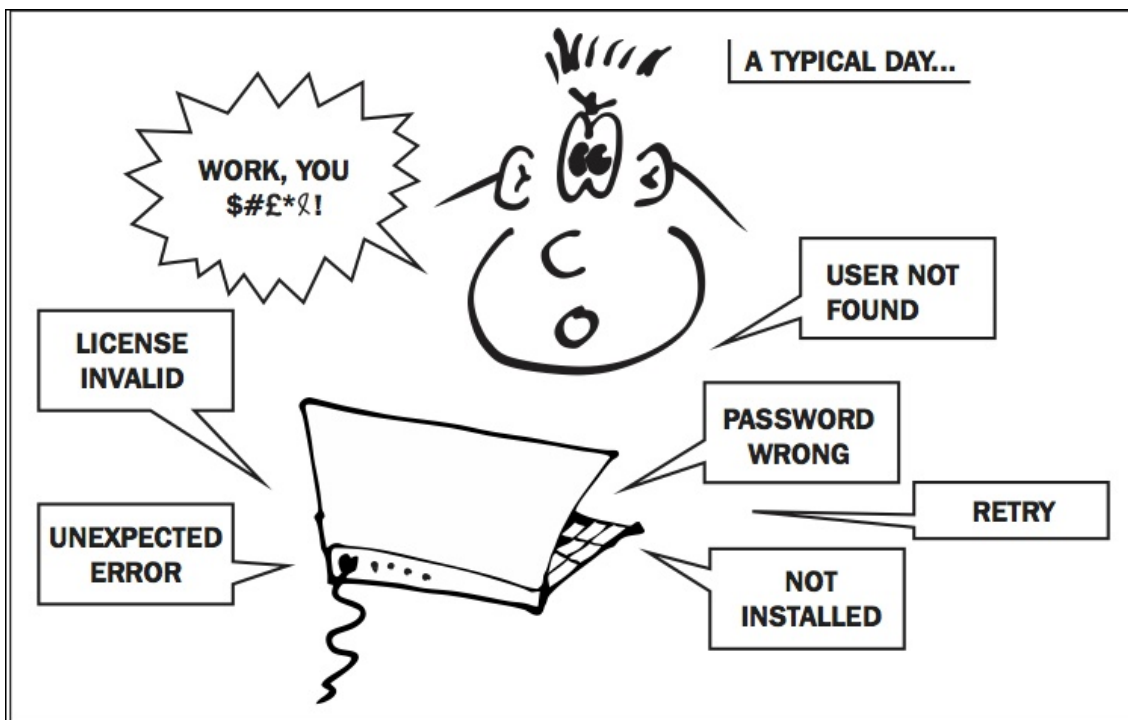 A TYPICAL DAY...
WORK, YOU
$#£*&!
USER NOT
FOUND
LICENSE
INVALID
PASSWORD
WRONG
RETRY
UNEXPECTED
ERROR
NOT
INSTALLED